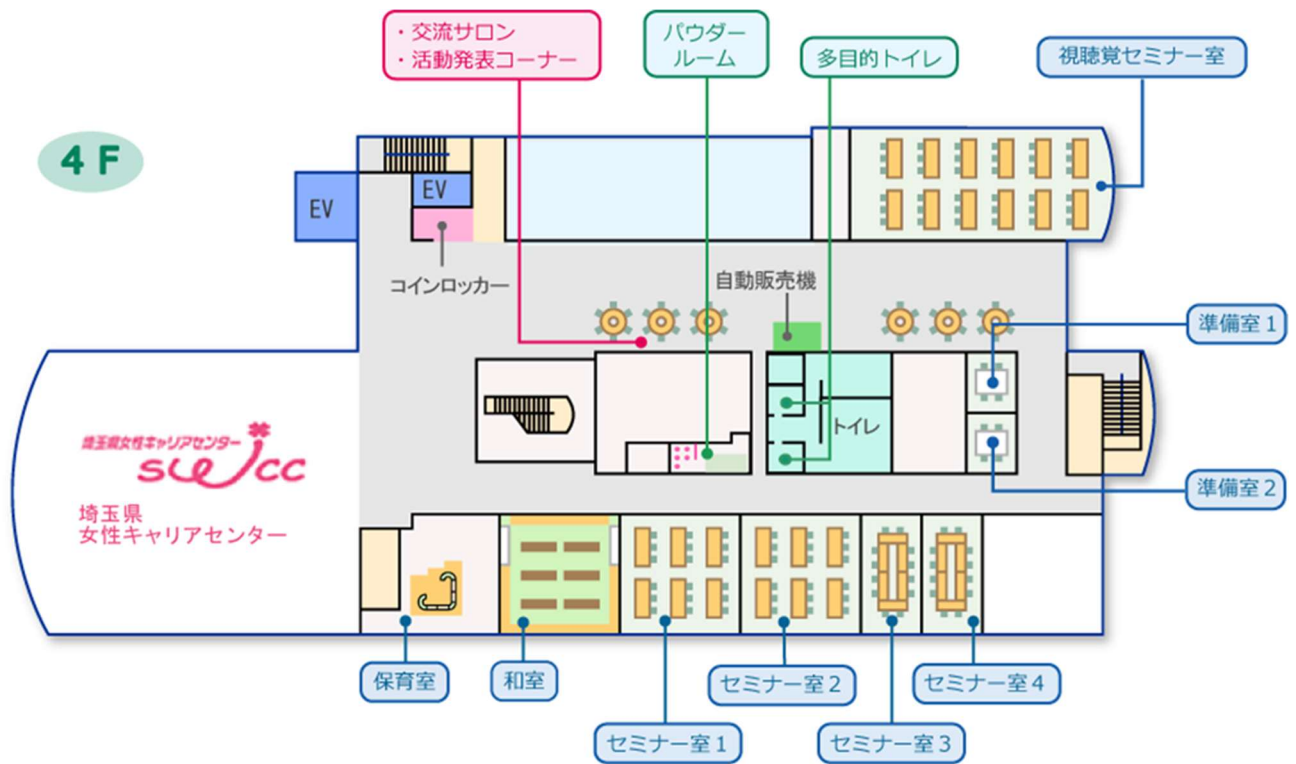 ・交流サロン
・活動発表コーナー
パウダー
ルーム
多目的トイレ
視聴覚セミナー室
4F
EV
EV
コインロッカー
自動販売機
準備室1
トイレ
埼玉県女性キャリアセンター
swcc
埼玉県
女性キャリアセンター
準備室2
保育室
和室
セミナー室2
セミナー室4
セミナー室1
セミナー室3